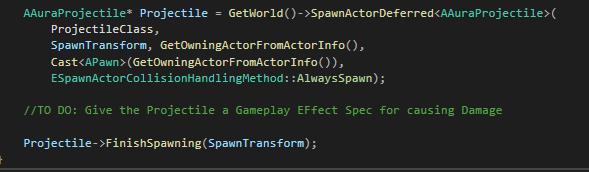 AAuraProjectile* Projectile = GetWorld()->SpawnActorDeferred<AAuraProjectile>(
ProjectileClass,
SpawnTransform, GetOwningActorFromActorInfo(),
Cast<APawn>(GetOwningActorFromActorInfo()),
ESpawnActorCollisionHandlingMethod::AlwaysSpawn);
//TO DO: Give the Projectile a Gameplay EFfect Spec for causing Damage
Projectile->FinishSpawning(SpawnTransform);
}